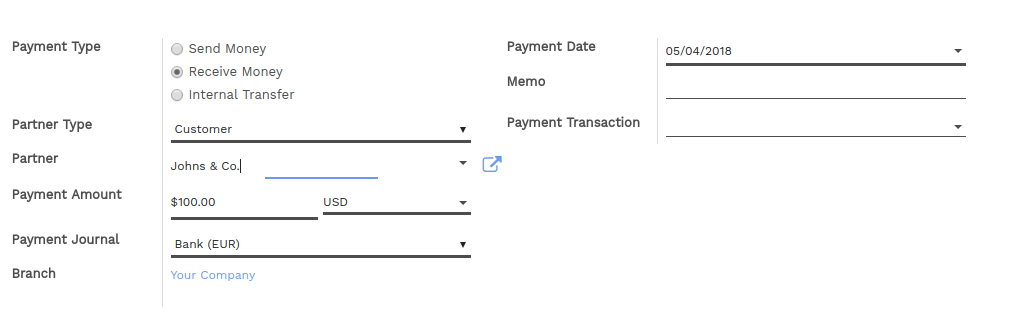 Payment Type
Send Money
Receive Money
Internal Transfer
Partner Type
Customer
Partner
Johns & Co.
Payment Amount
$100.00 USD
Payment Journal
Bank (EUR)
Branch
Your Company
Payment Date
05/04/2018
Memo
Payment Transaction